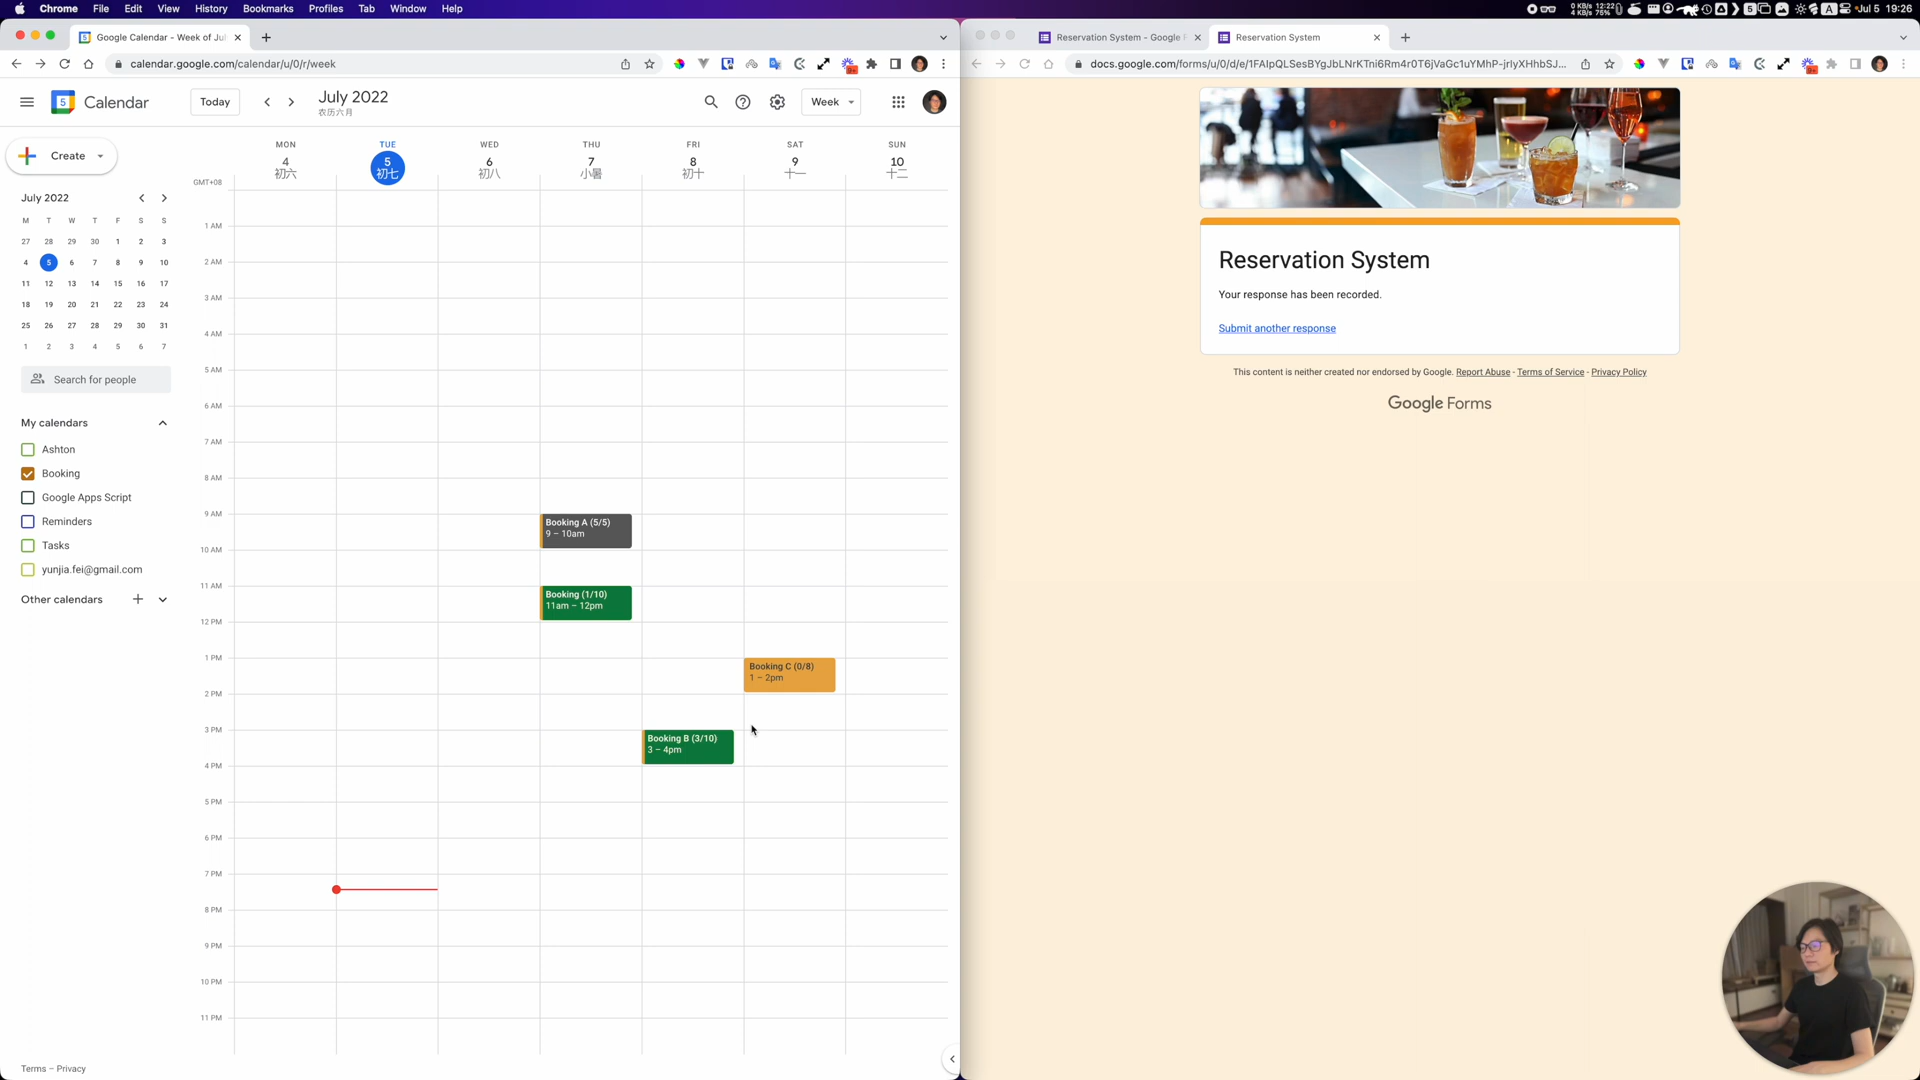 Chrome File Edit View History Bookmarks Profiles Tab Window Help
Jul 5 19:26
Google Calendar - Week of Jul
calendar.google.com/calendar/u/0/r/week
Calendar
Today
July 2022
农历六月
Week
Create
MON TUE WED THU FRI SAT SUN
4 5 6 7 8 9 10
初六 初七 初八 小暑 初十 十一 十二
GMT+08
July 2022
M T W T F S S
27 28 29 30 1 2 3
4 5 6 7 8 9 10
11 12 13 14 15 16 17
18 19 20 21 22 23 24
25 26 27 28 29 30 31
1 2 3 4 5 6 7
Search for people
My calendars
Ashton
Booking
Google Apps Script
Reminders
Tasks
yunjia.fei@gmail.com
Other calendars
1 AM
2 AM
3 AM
4 AM
5 AM
6 AM
7 AM
8 AM
9 AM
10 AM
11 AM
12 PM
1 PM
2 PM
3 PM
4 PM
5 PM
6 PM
7 PM
8 PM
9 PM
10 PM
11 PM
Booking A (5/5)
9 – 10am
Booking (1/10)
11am – 12pm
Booking C (0/8)
1 – 2pm
Booking B (3/10)
3 – 4pm
Terms – Privacy
Reservation System - Google F
Reservation System
Reservation System
Your response has been recorded.
Submit another response
This content is neither created nor endorsed by Google. Report Abuse - Terms of Service - Privacy Policy
Google Forms